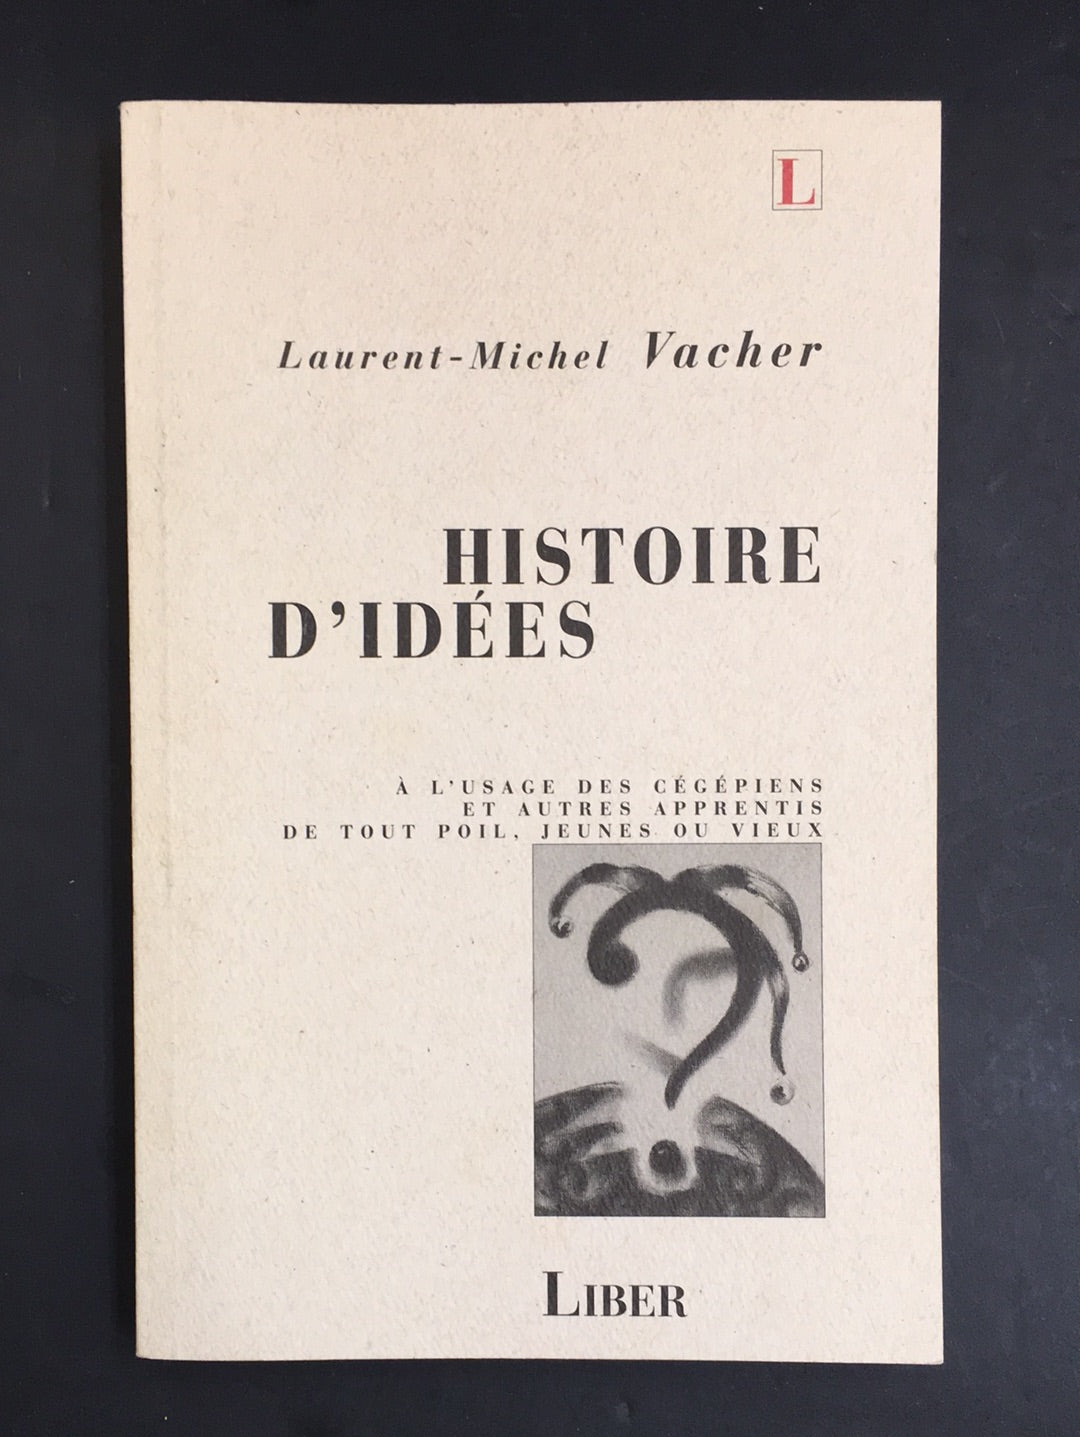 L
Laurent-Michel Vacher
HISTOIRE
D'IDÉES
À L'USAGE DES CÉGÉPIENS
ET AUTRES APPRENTIS
DE TOUT POIL, JEUNES OU VIEUX
LIBER